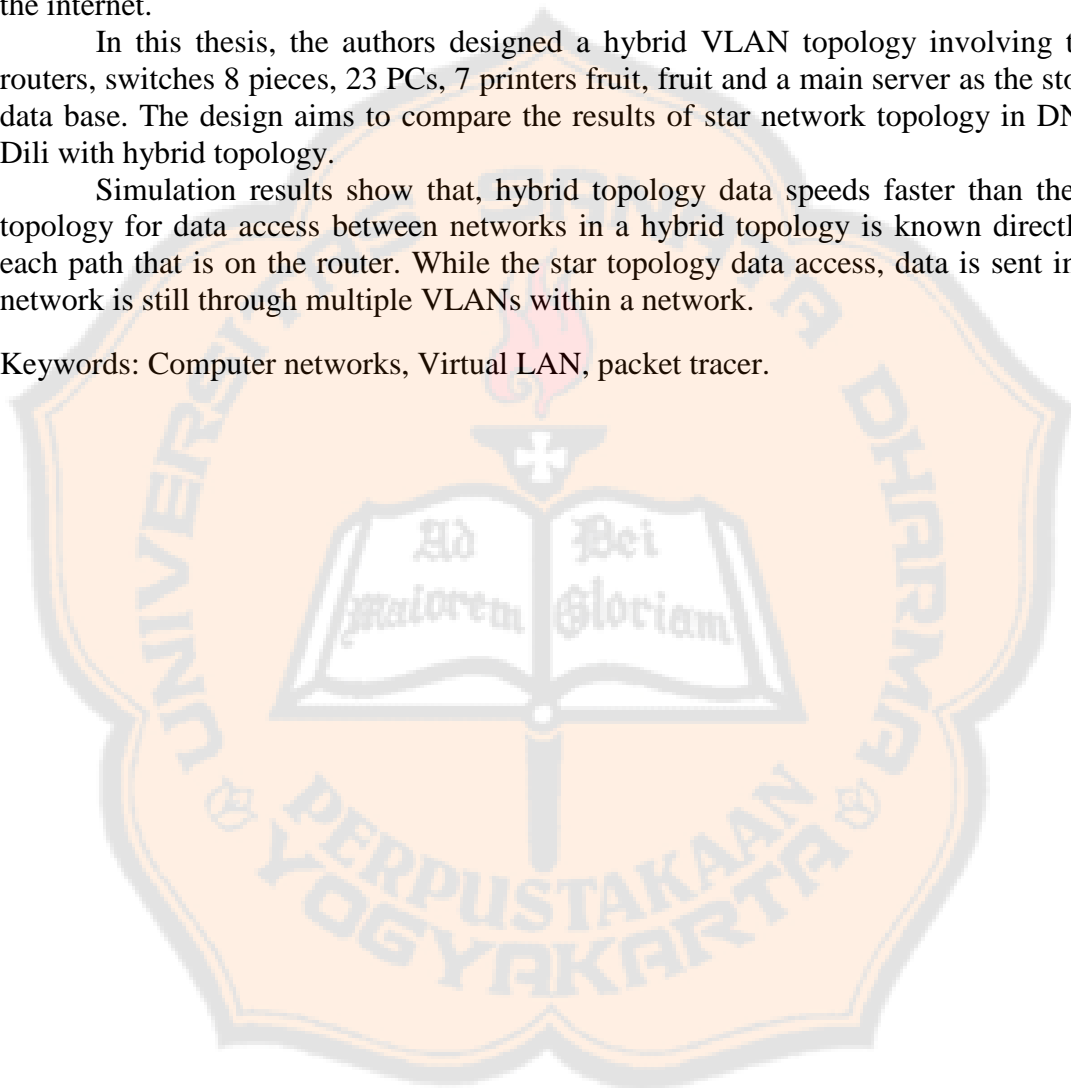 the internet.
In this thesis, the authors designed a hybrid VLAN topology involving
routers, switches 8 pieces, 23 PCs, 7 printers fruit, fruit and a main server as the
data base. The design aims to compare the results of star network topology in
Dili with hybrid topology.
Simulation results show that, hybrid topology data speeds faster than the
topology for data access between networks in a hybrid topology is known
each path that is on the router. While the star topology data access, data is sent
network is still through multiple VLANs within a network.
Keywords: Computer networks, Virtual LAN, packet tracer.
UNIVERSITAS SANATA DHARMA
Ad Dei
Maiorem Gloriam
PERPUSTAKAAN
YOGYAKARTA